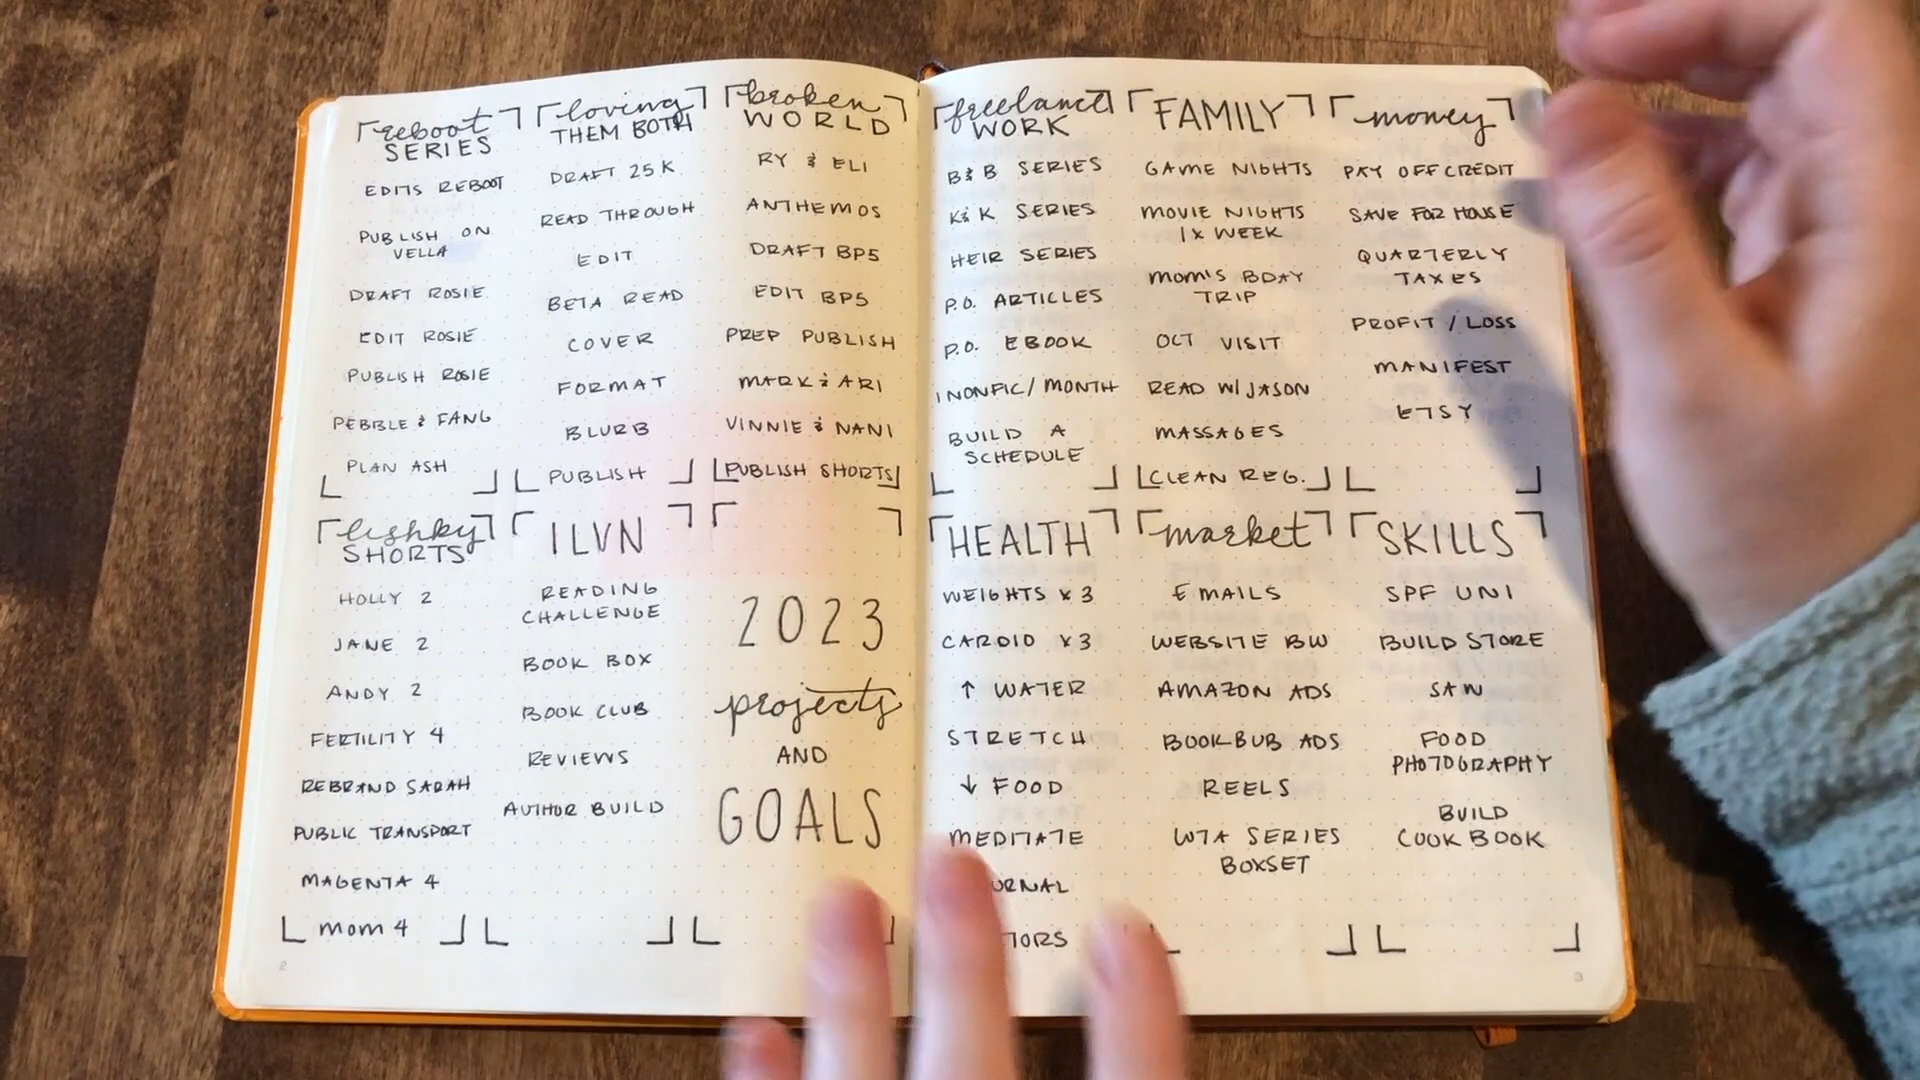 reboot
SERIES
EDITS REBOOT
PUBLISH ON
VELLA
DRAFT ROSIE
EDIT ROSIE
PUBLISH ROSIE
PEBBLE & FANG
PLAN ASH
loving
THEM BOTH
DRAFT 25K
READ THROUGH
EDIT
BETA READ
COVER
FORMAT
BLURB
PUBLISH
broken
WORLD
RY & ELI
ANTHEMOS
DRAFT BP5
EDIT BP5
PREP PUBLISH
MARK & ARI
VINNIE & NANI
PUBLISH SHORTS
lishky
SHORTS
HOLLY 2
JANE 2
ANDY 2
FERTILITY 4
REBRAND SARAH
PUBLIC TRANSPORT
MAGENTA 4
mom 4
ILVN
READING
CHALLENGE
BOOK BOX
BOOK CLUB
REVIEWS
AUTHOR BUILD
2023
projects
AND
GOALS
2
freelance
WORK
B & B SERIES
K & K SERIES
HEIR SERIES
P.O. ARTICLES
P.O. EBOOK
1 NONFIC/MONTH
BUILD A
SCHEDULE
FAMILY
GAME NIGHTS
MOVIE NIGHTS
1X WEEK
MOM'S BDAY
TRIP
OCT VISIT
READ W/ JASON
MASSAGES
CLEAN REG.
money
PAY OFF CREDIT
SAVE FOR HOUSE
QUARTERLY
TAXES
PROFIT / LOSS
MANIFEST
ETSY
HEALTH
WEIGHTS x3
CARDIO x3
↑ WATER
STRETCH
↓ FOOD
MEDITATE
URNAL
TORS
market
EMAILS
WEBSITE BW
AMAZON ADS
BOOKBUB ADS
REELS
WTA SERIES
BOXSET
SKILLS
SPF UNI
BUILD STORE
SAW
FOOD
PHOTOGRAPHY
BUILD
COOK BOOK
3